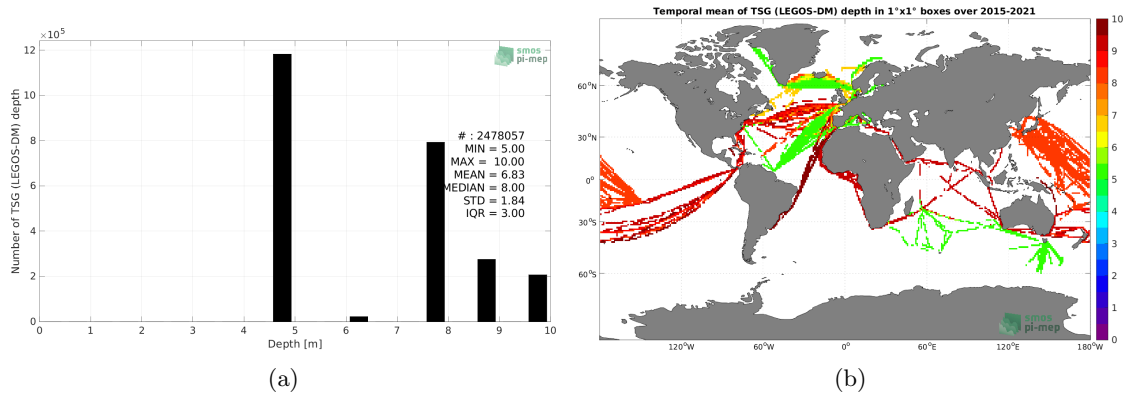 ×10⁵
12
10
8
6
4
2
0
0 1 2 3 4 5 6 7 8 9 10
Number of TSG (LEGOS-DM) depth
Depth [m]
smos
pi-mep
# : 2478057
MIN = 5.00
MAX = 10.00
MEAN = 6.83
MEDIAN = 8.00
STD = 1.84
IQR = 3.00
(a)
Temporal mean of TSG (LEGOS-DM) depth in 1°x1° boxes over 2015-2021
60°N
30°N
0°
30°S
60°S
120°W 60°W 0° 60°E 120°E 180°W
smos
pi-mep
10
9
8
7
6
5
4
3
2
1
0
(b)